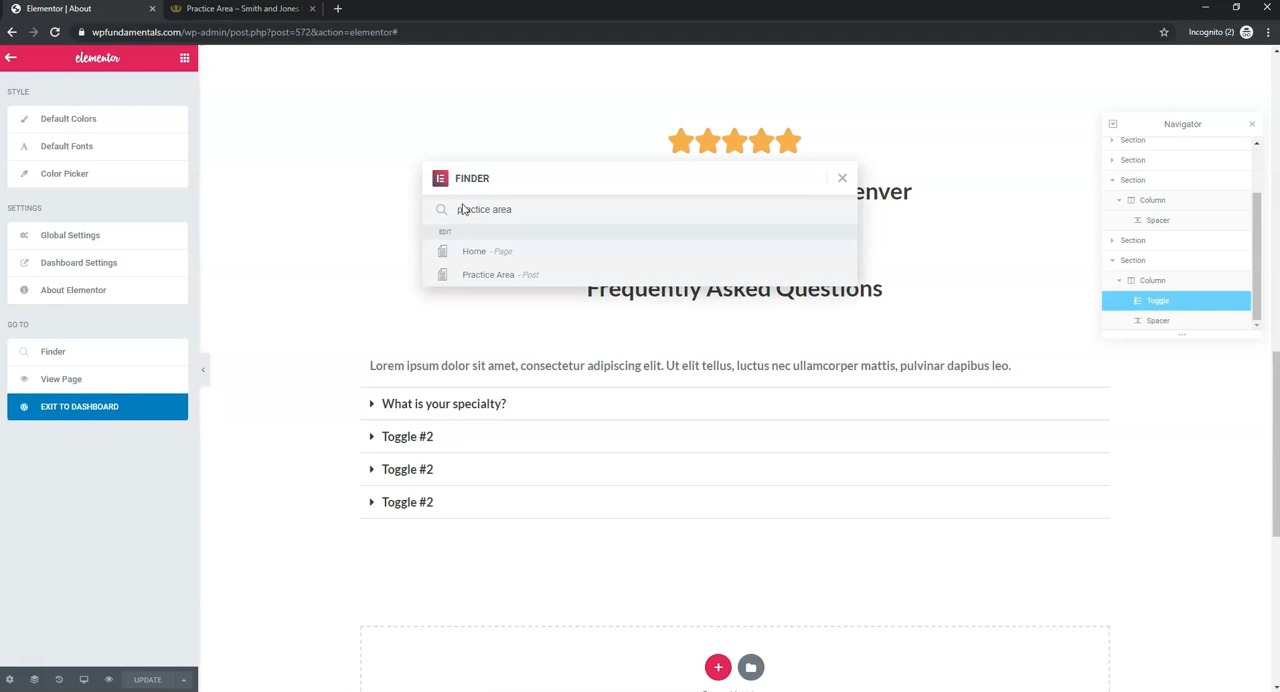 Elementor | About
Practice Area – Smith and Jones
wpfundamentals.com/wp-admin/post.php?post=572&action=elementor#
Incognito (2)
elementor
STYLE
Default Colors
Default Fonts
Color Picker
SETTINGS
Global Settings
Dashboard Settings
About Elementor
GO TO
Finder
View Page
EXIT TO DASHBOARD
UPDATE
FINDER
practice area
EDIT
Home - Page
Practice Area - Post
enver
Frequently Asked Questions
Lorem ipsum dolor sit amet, consectetur adipiscing elit. Ut elit tellus, luctus nec ullamcorper mattis, pulvinar dapibus leo.
What is your specialty?
Toggle #2
Toggle #2
Toggle #2
Navigator
Section
Section
Section
Column
Spacer
Section
Section
Column
Toggle
Spacer